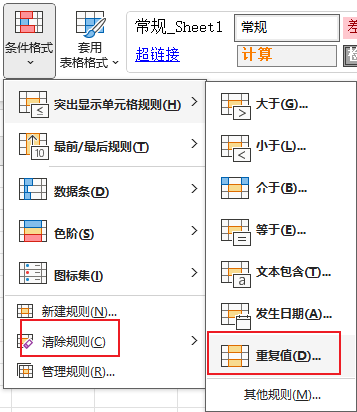 条件格式
套用
表格格式
常规_Sheet1
常规
超链接
计算
突出显示单元格规则(H)
最前/最后规则(T)
数据条(D)
色阶(S)
图标集(I)
新建规则(N)...
清除规则(C)
管理规则(R)...
大于(G)...
小于(L)...
介于(B)...
等于(E)...
文本包含(T)...
发生日期(A)...
重复值(D)...
其他规则(M)...